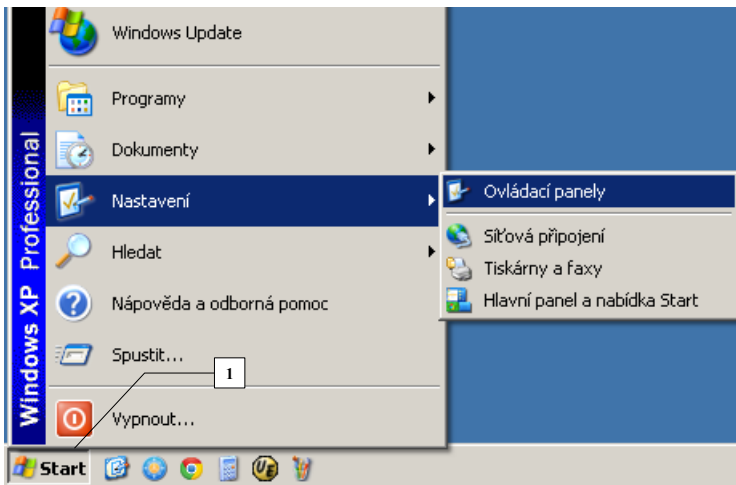 Windows Update
Programy
Dokumenty
Nastavení
Hledat
Nápověda a odborná pomoc
Spustit...
Vypnout...
Ovládací panely
Síťová připojení
Tiskárny a faxy
Hlavní panel a nabídka Start
Windows XP Professional
1
Start
UE